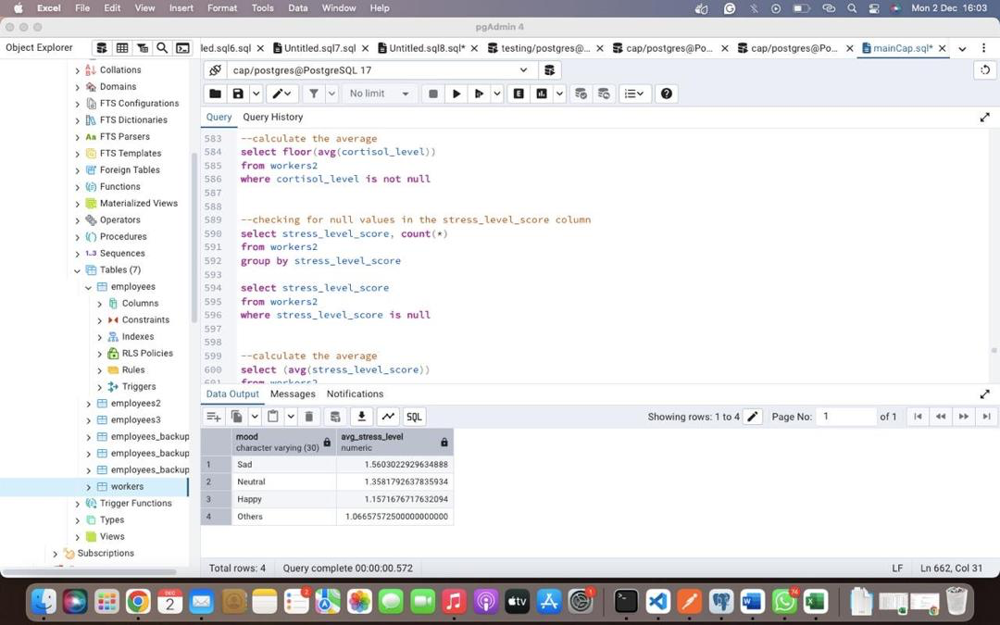 Excel File Edit View Insert Format Tools Data Window Help Mon 2 Dec 16:03
pgAdmin 4
Object Explorer
led.sql6.sql Untitled.sql7.sql Untitled.sql8.sql* testing/postgres@... cap/postgres@Po... cap/postgres@Po... mainCap.sql*
cap/postgres@PostgreSQL 17
No limit
Query Query History
Collations
Domains
FTS Configurations
FTS Dictionaries
FTS Parsers
FTS Templates
Foreign Tables
Functions
Materialized Views
Operators
Procedures
1..3 Sequences
Tables (7)
employees
Columns
Constraints
Indexes
RLS Policies
Rules
Triggers
employees2
employees3
employees_backup
employees_backup
employees_backup
workers
Trigger Functions
Types
Views
Subscriptions
583 --calculate the average
584 select floor(avg(cortisol_level))
585 from workers2
586 where cortisol_level is not null
587
588
589 --checking for null values in the stress_level_score column
590 select stress_level_score, count(*)
591 from workers2
592 group by stress_level_score
593
594 select stress_level_score
595 from workers2
596 where stress_level_score is null
597
598
599 --calculate the average
600 select (avg(stress_level_score))
601 from workers2
Data Output Messages Notifications
SQL Showing rows: 1 to 4 Page No: 1 of 1
mood avg_stress_level
character varying (30) numeric
1 Sad 1.5603022929634888
2 Neutral 1.3581792637835934
3 Happy 1.1571676717632094
4 Others 1.06657572500000000000
Total rows: 4 Query complete 00:00:00.572 LF Ln 662, Col 31
DEC
2
2
tv
1
74